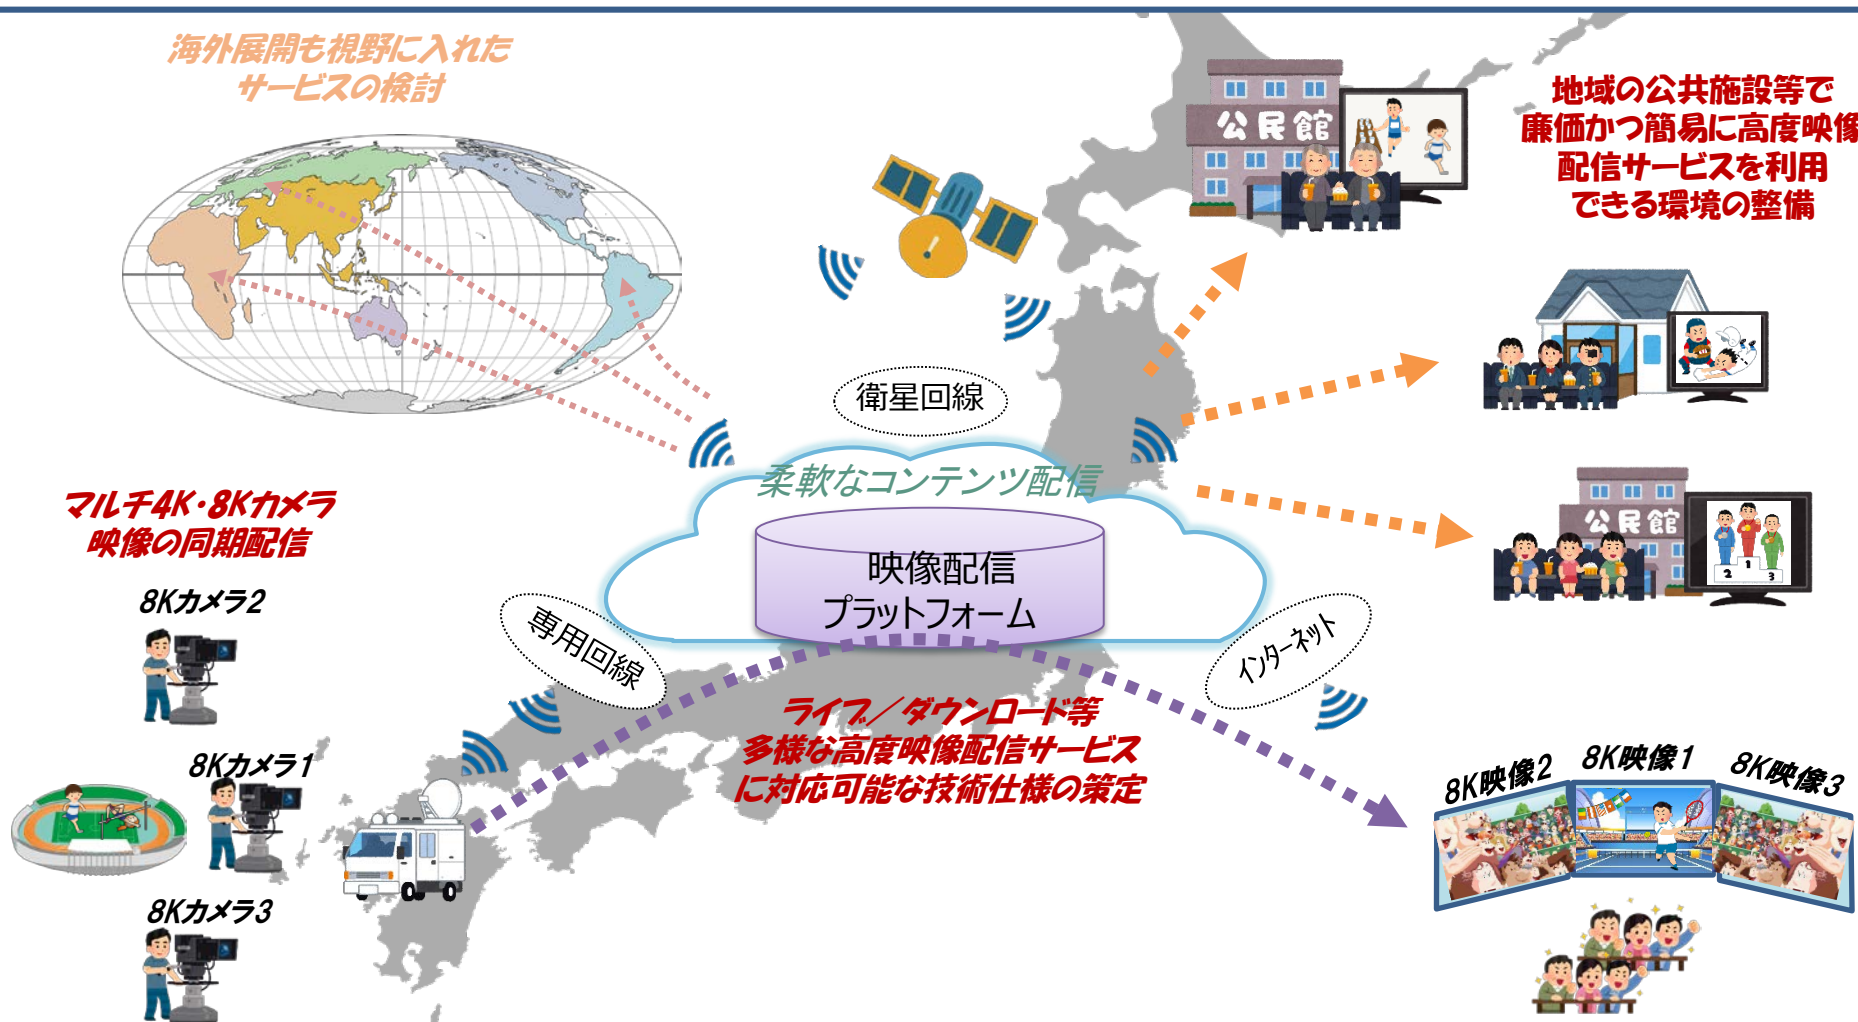 海外展開も視野に入れた
サービスの検討
公民館
地域の公共施設等で
廉価かつ簡易に高度映像
配信サービスを利用
できる環境の整備
衛星回線
柔軟なコンテンツ配信
映像配信
プラットフォーム
専用回線
インターネット
公民館
2 1 3
マルチ4K・8Kカメラ
映像の同期配信
8Kカメラ2
8Kカメラ1
8Kカメラ3
ライブ／ダウンロード等
多様な高度映像配信サービス
に対応可能な技術仕様の策定
8K映像2
8K映像1
8K映像3